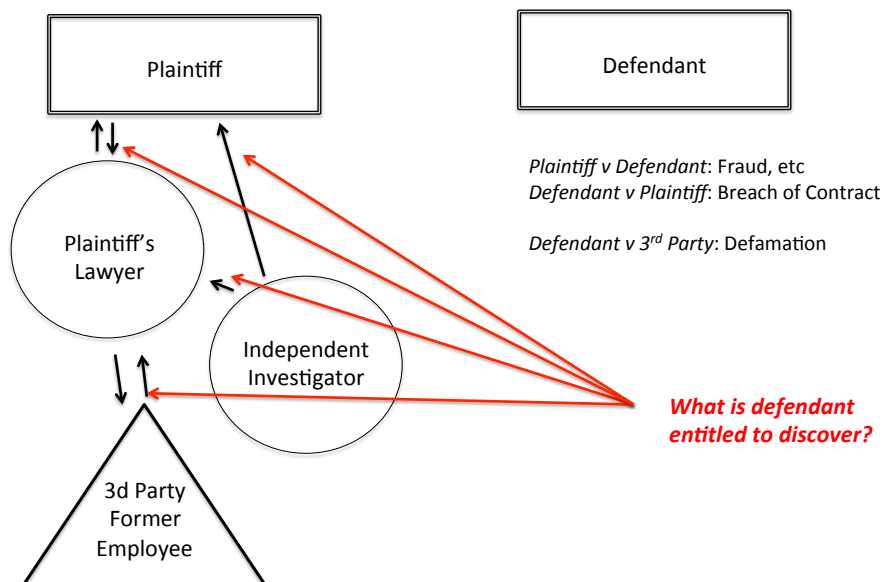 Plaintiff
Defendant
Plaintiff v Defendant: Fraud, etc
Defendant v Plaintiff: Breach of Contract
Defendant v 3rd Party: Defamation
Plaintiff's
Lawyer
Independent
Investigator
What is defendant
entitled to discover?
3d Party
Former
Employee